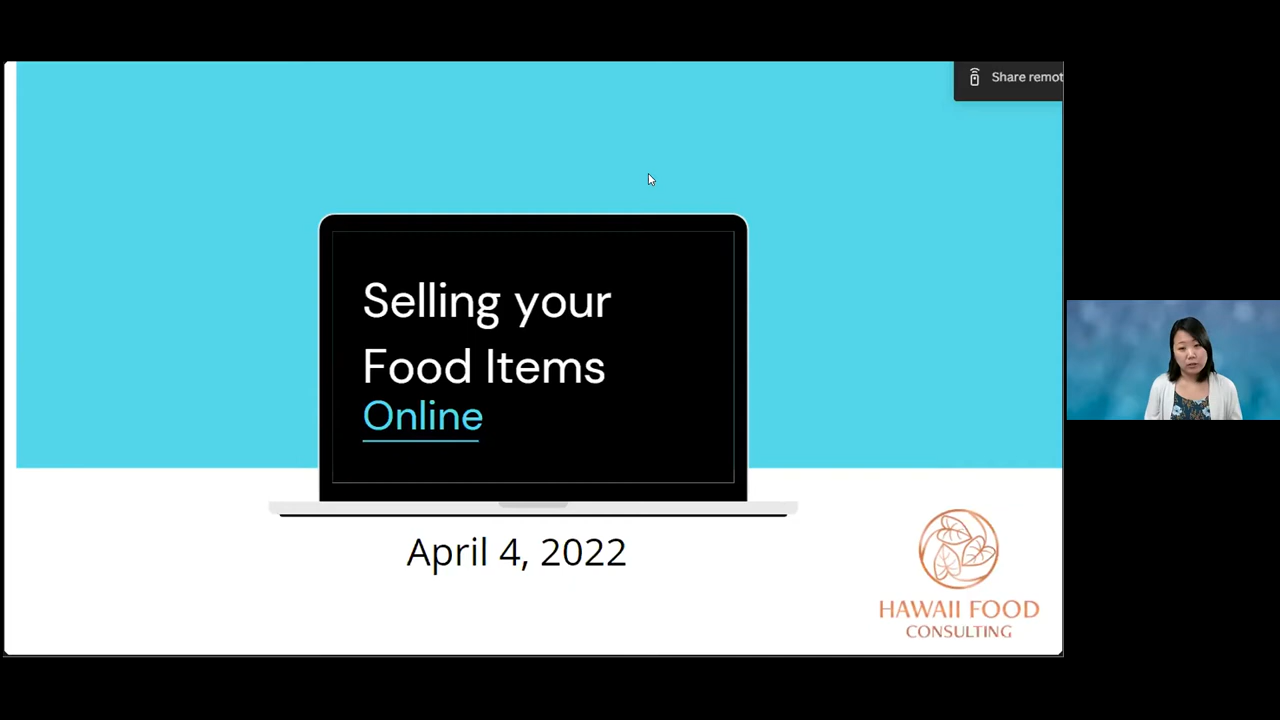 Share remot
Selling your
Food Items
Online
April 4, 2022
HAWAII FOOD
CONSULTING